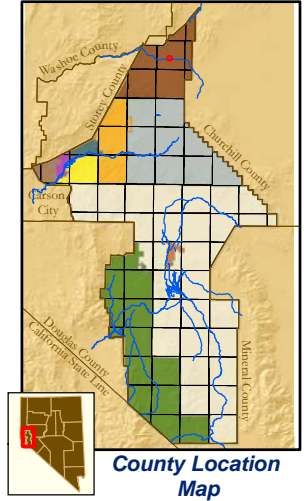 Washoe County
Storey County
Churchill County
Carson
City
Douglas County
California State Line
Mineral County
County Location
Map